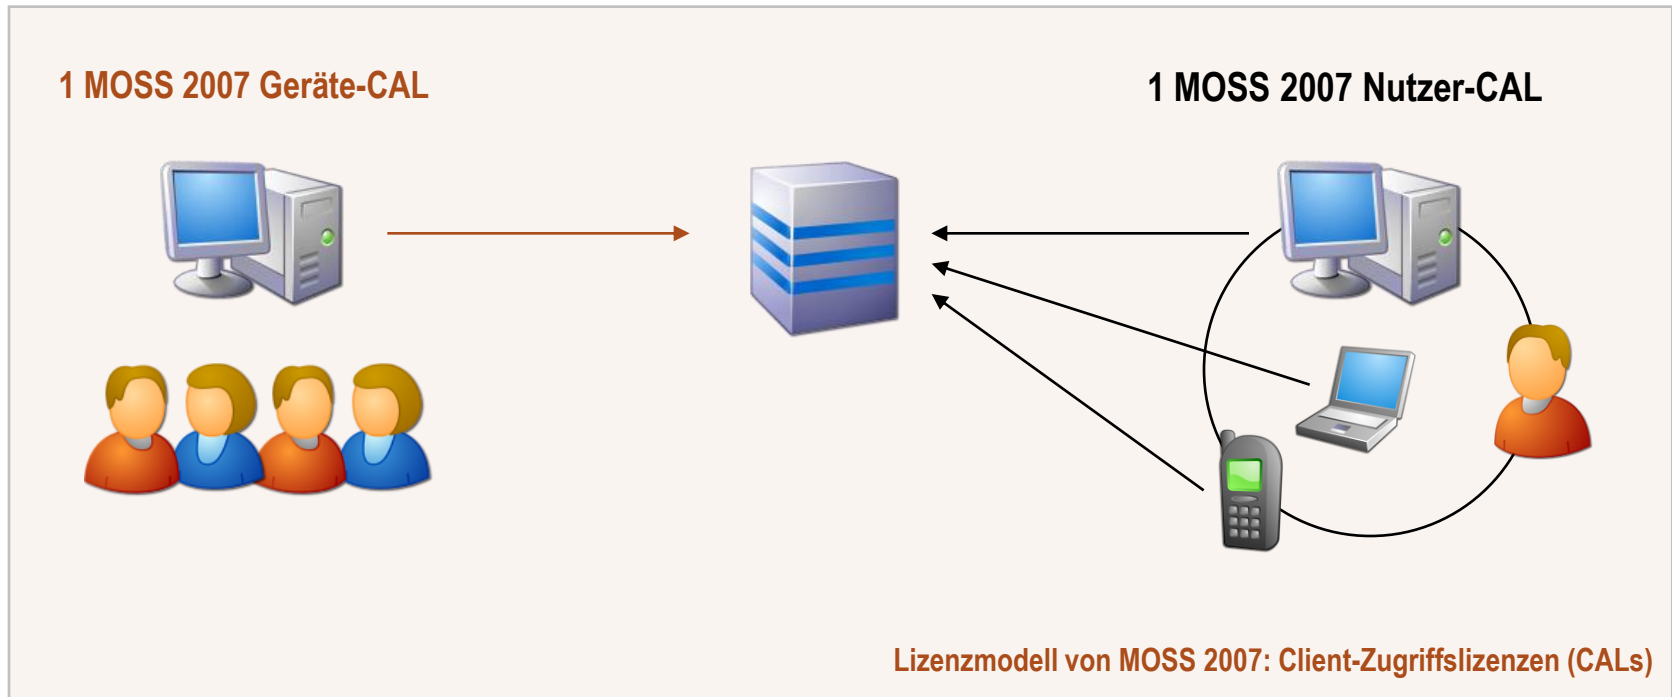 1 MOSS 2007 Geräte-CAL
1 MOSS 2007 Nutzer-CAL
Lizenzmodell von MOSS 2007: Client-Zugriffslizenzen (CALs)